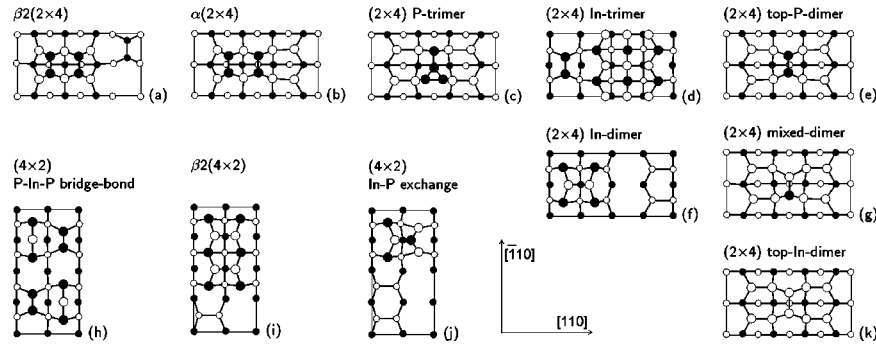 β2(2×4)
α(2×4)
(2×4) P-trimer
(2×4) In-trimer
(2×4) top-P-dimer
(a)
(b)
(c)
(d)
(e)
(2×4) In-dimer
(2×4) mixed-dimer
(4×2)
P-In-P bridge-bond
β2(4×2)
(4×2)
In-P exchange
(f)
(g)
[1̅10]
(2×4) top-In-dimer
[110]
(h)
(i)
(j)
(k)